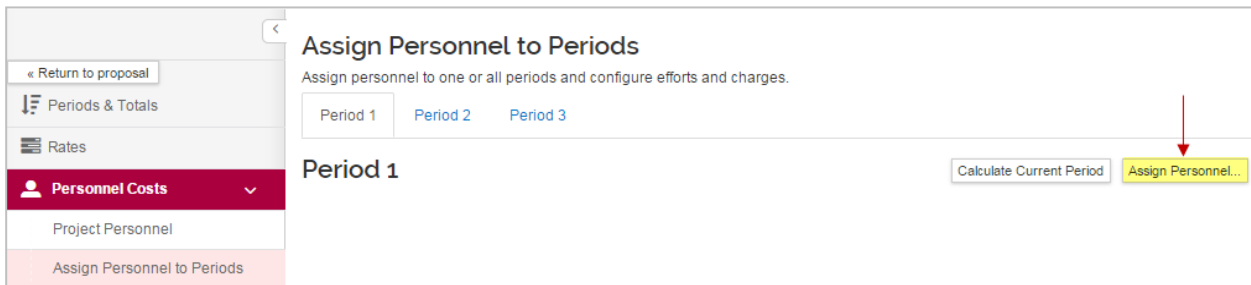 « Return to proposal
Periods & Totals
Rates
Personnel Costs
Project Personnel
Assign Personnel to Periods
Assign Personnel to Periods
Assign personnel to one or all periods and configure efforts and charges.
Period 1 Period 2 Period 3
Period 1
Calculate Current Period Assign Personnel...